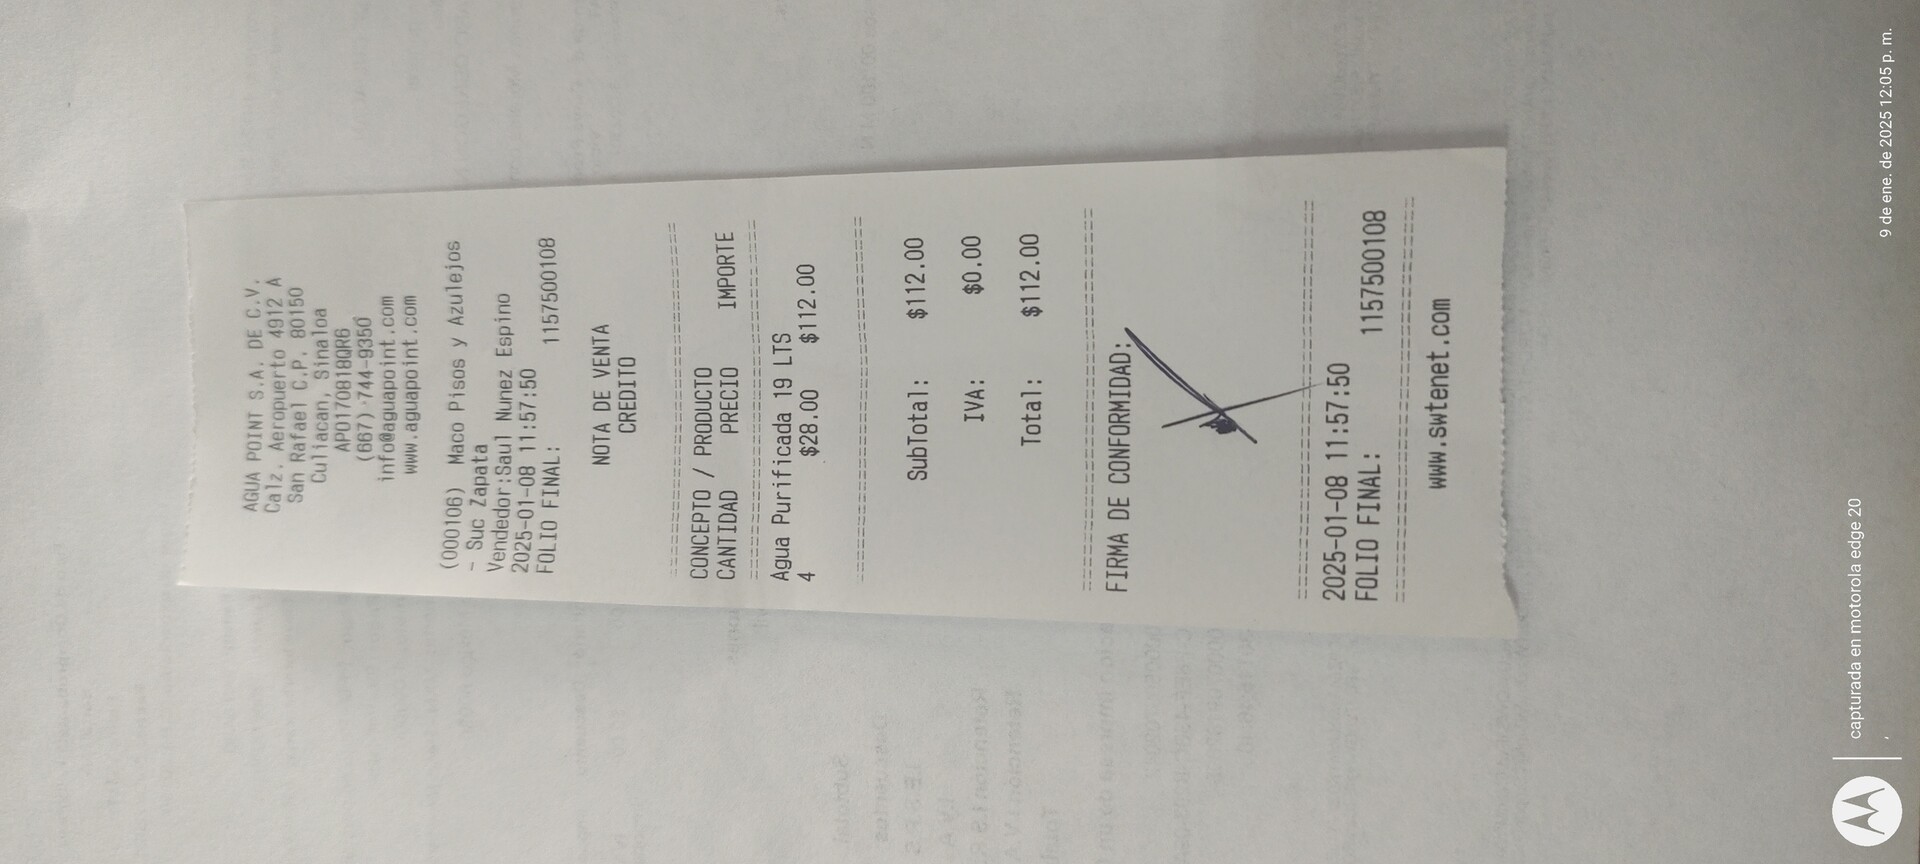 AGUA POINT S.A. DE C.V.
Calz. Aeropuerto 4912 A
San Rafael C.P. 80150
Culiacan, Sinaloa
APO170818QR6
(667)-744-9350
info@aguapoint.com
www.aguapoint.com
(000106) Maco Pisos y Azulejos
- Suc Zapata
Vendedor:Saul Nunez Espino
2025-01-08 11:57:50
FOLIO FINAL: 1157500108
NOTA DE VENTA
CREDITO
CONCEPTO / PRODUCTO
CANTIDAD PRECIO IMPORTE
Agua Purificada 19 LTS
4 $28.00 $112.00
SubTotal: $112.00
IVA: $0.00
Total: $112.00
FIRMA DE CONFORMIDAD:
2025-01-08 11:57:50
FOLIO FINAL: 1157500108
www.swtenet.com
capturada en motorola edge 20
9 de ene. de 2025 12:05 p. m.